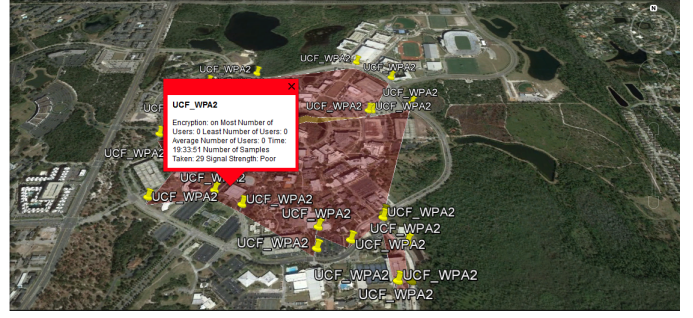 N
UCF_WPA2
UCF_WPA2
UCF_WPA2
UCF_WPA2
UCF_WPA2
UCF_WPA2
UCF_WPA2
Encryption: on Most Number of
Users: 0 Least Number of Users: 0
Average Number of Users: 0 Time:
19:33:51 Number of Samples
Taken: 29 Signal Strength: Poor
UCF_WPA2
UCF_WPA2
UCF_WPA2
UCF_WPA2
UCF_WPA2
UCF_WPA2
UCF_WPA2
UCF_WPA2
UCF_WPA2
UCF_WPA2
UCF_WPA2
UCF_WPA2